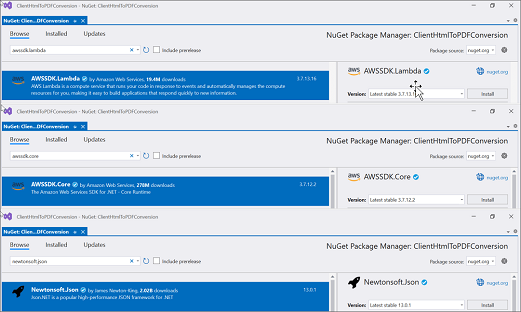 ClientHtmlToPDFConversion - NuGet: ClientHtmlToPDFConversion
NuGet: Clien...DFConversion
Browse Installed Updates
NuGet Package Manager: ClientHtmlToPDFConversion
awssdk.lambda
Include prerelease
Package source: nuget.org
AWSSDK.Lambda by Amazon Web Services, 19.4M downloads
3.7.13.16
AWS Lambda is a compute service that runs your code in response to events and automatically manages the compute
resources for you, making it easy to build applications that respond quickly to new information.
aws AWSSDK.Lambda
nuget.org
Version: Latest stable 3.7.13.1
Install
ClientHtmlToPDFConversion - NuGet: ClientHtmlToPDFConversion
NuGet: Clien...DFConversion
Browse Installed Updates
NuGet Package Manager: ClientHtmlToPDFConversion
awssdk.core
Include prerelease
Package source: nuget.org
AWSSDK.Core by Amazon Web Services, 278M downloads
3.7.12.2
The Amazon Web Services SDK for .NET - Core Runtime
aws AWSSDK.Core
nuget.org
Version: Latest stable 3.7.12.2
Install
ClientHtmlToPDFConversion - NuGet: ClientHtmlToPDFConversion
NuGet: Clien...DFConversion
Browse Installed Updates
NuGet Package Manager: ClientHtmlToPDFConversion
newtonsoft.json
Include prerelease
Package source: nuget.org
Newtonsoft.Json by James Newton-King, 2.02B downloads
13.0.1
Json.NET is a popular high-performance JSON framework for .NET
Newtonsoft.Json
nuget.org
Version: Latest stable 13.0.1
Install